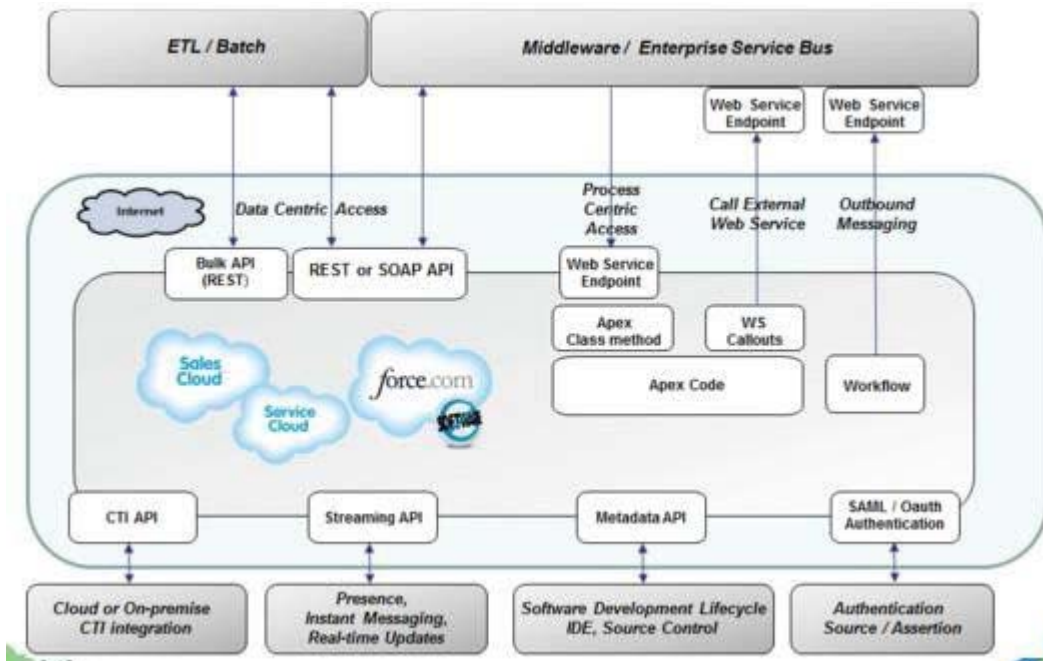 ETL / Batch
Middleware / Enterprise Service Bus
Web Service
Endpoint
Web Service
Endpoint
Internet
Data Centric Access
Process
Centric
Access
Call External
Web Service
Outbound
Messaging
Bulk API
(REST)
REST or SOAP API
Web Service
Endpoint
Apex
Class method
WS
Callouts
Apex Code
Workflow
Sales
Cloud
Service
Cloud
force.com
CTI API
Streaming API
Metadata API
SAML / Oauth
Authentication
Cloud or On-premise
CTI integration
Presence,
Instant Messaging,
Real-time Updates
Software Development Lifecycle
IDE, Source Control
Authentication
Source / Assertion